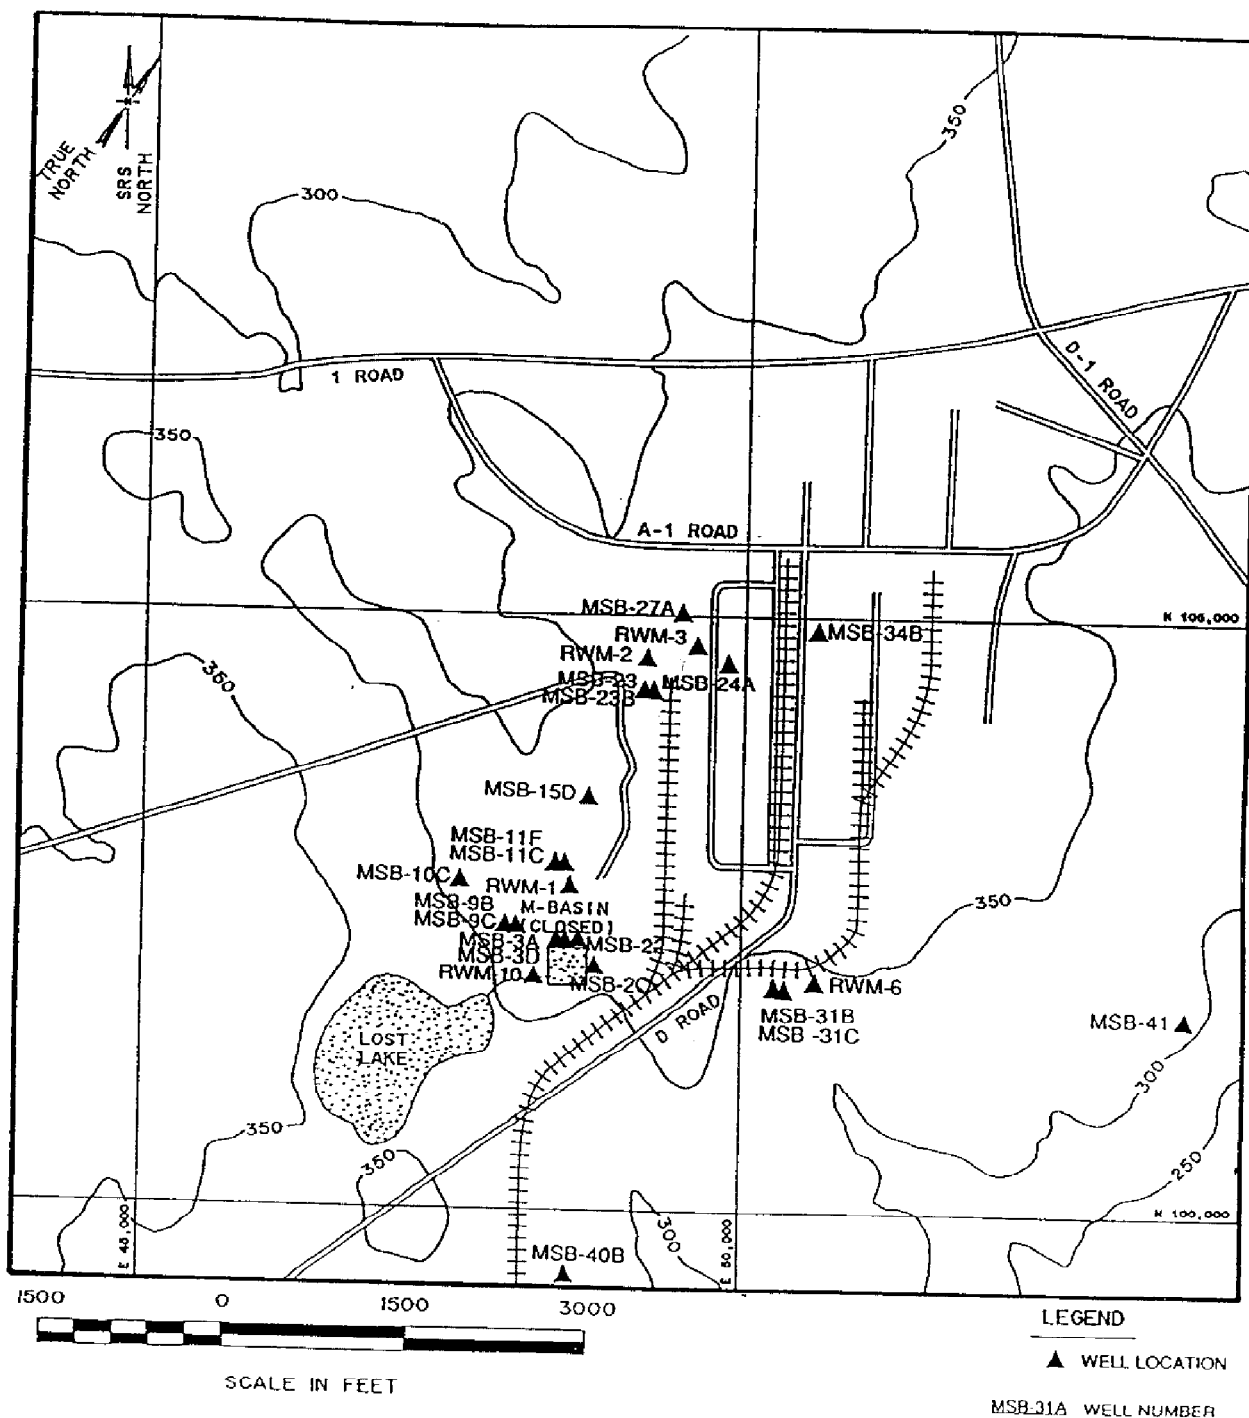 TRUE
NORTH
SRS
NORTH
300
350
1 ROAD
D-1 ROAD
350
A-1 ROAD
MSB-27A
N 105,000
RWM-3
MSB-34B
RWM-2
MSB-23
MSB-24A
MSB-23B
350
MSB-15D
MSB-11F
MSB-11C
MSB-10C
RWM-1
MSB-9B
M-BASIN
MSB-9C
(CLOSED)
350
MSB-3A
MSB-22
MSB-3D
RWM-10
RWM-6
D ROAD
MSB-31B
MSB-31C
MSB-41
LOST
LAKE
300
350
350
250
N 100,000
E 45,000
300
E 50,000
MSB-40B
1500
0
1500
3000
SCALE IN FEET
LEGEND
WELL LOCATION
MSB-31A WELL NUMBER